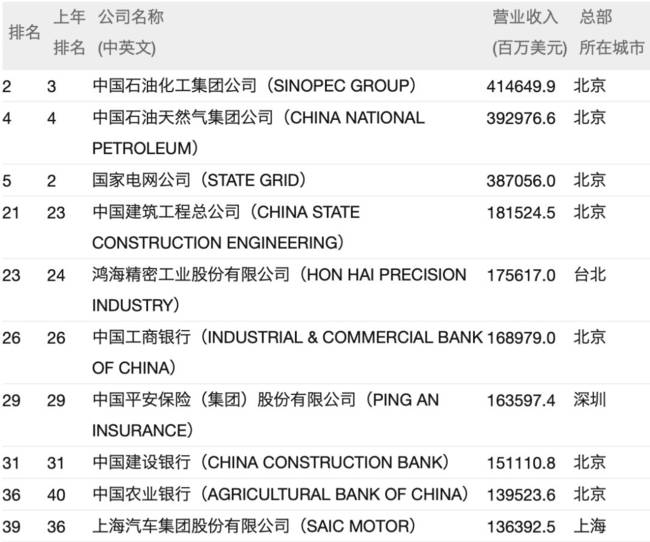 排名 上年排名 公司名称(中英文) 营业收入(百万美元) 总部所在城市
2 3 中国石油化工集团公司（SINOPEC GROUP） 414649.9 北京
4 4 中国石油天然气集团公司（CHINA NATIONAL 392976.6 北京
PETROLEUM）
5 2 国家电网公司（STATE GRID） 387056.0 北京
21 23 中国建筑工程总公司（CHINA STATE 181524.5 北京
CONSTRUCTION ENGINEERING）
23 24 鸿海精密工业股份有限公司（HON HAI PRECISION 175617.0 台北
INDUSTRY）
26 26 中国工商银行（INDUSTRIAL & COMMERCIAL BANK 168979.0 北京
OF CHINA）
29 29 中国平安保险（集团）股份有限公司（PING AN 163597.4 深圳
INSURANCE）
31 31 中国建设银行（CHINA CONSTRUCTION BANK） 151110.8 北京
36 40 中国农业银行（AGRICULTURAL BANK OF CHINA） 139523.6 北京
39 36 上海汽车集团股份有限公司（SAIC MOTOR） 136392.5 上海